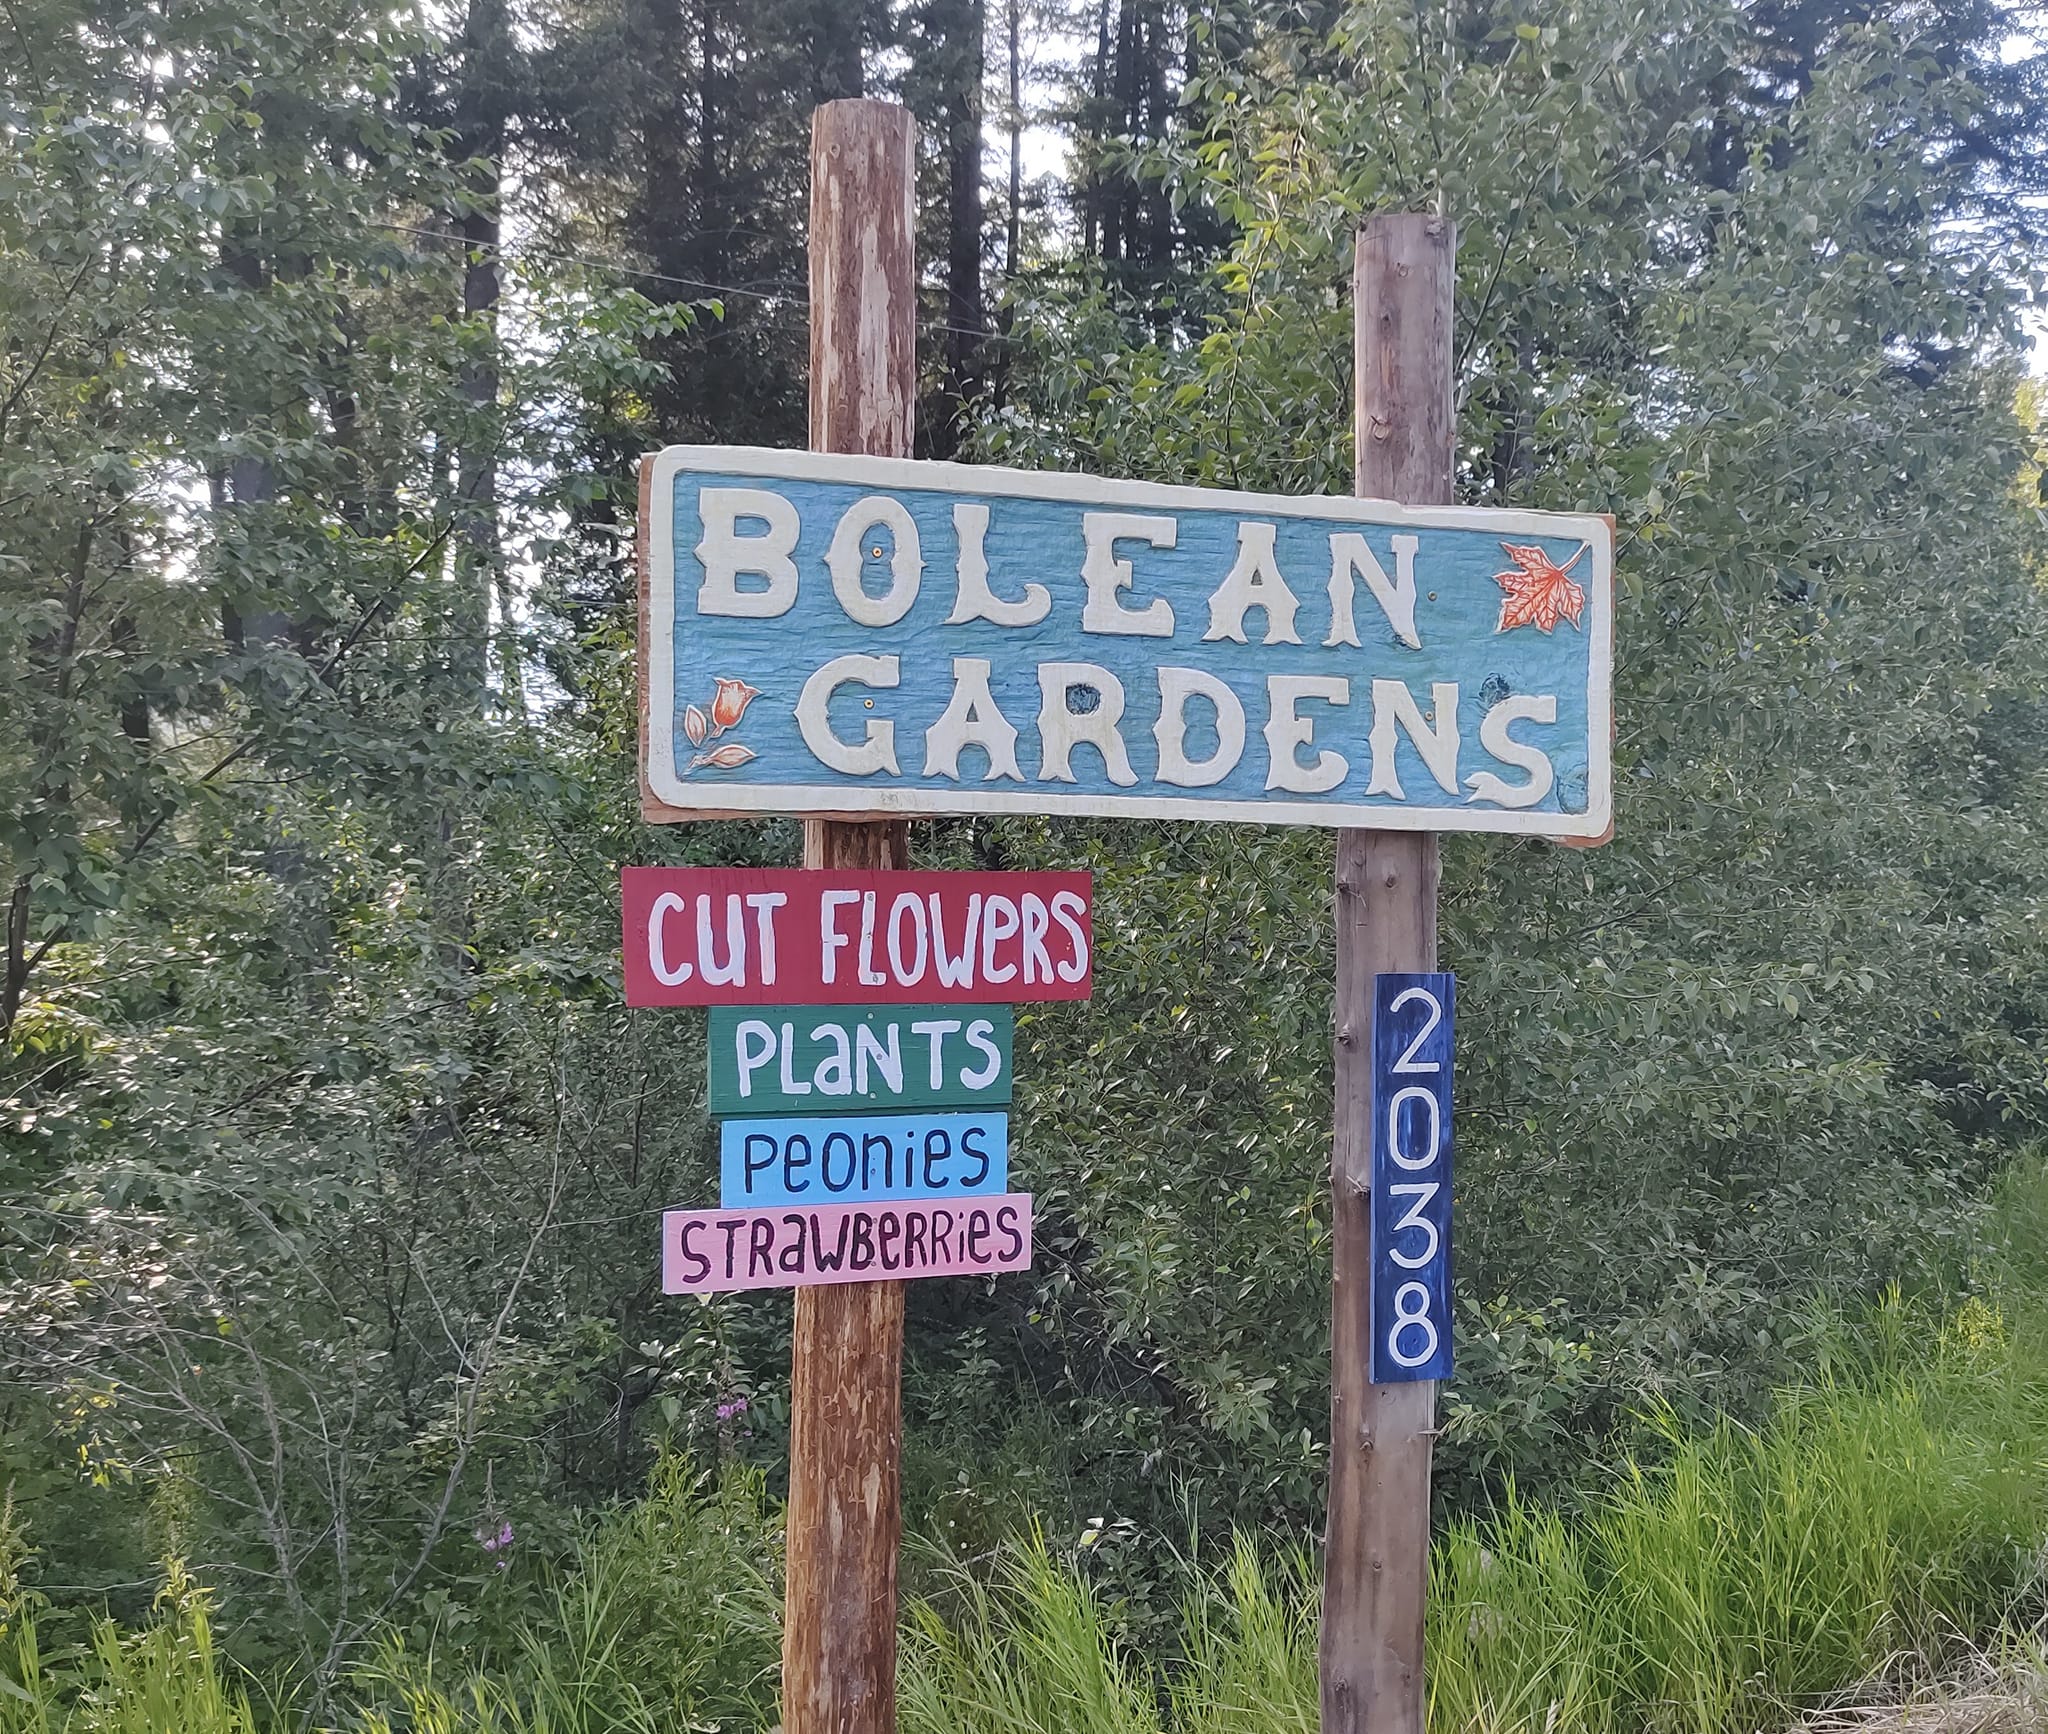 BOLEAN
GARDENS
CUT FLOWERS
PLaNTS
Peonies
STRawBeRRies
2038